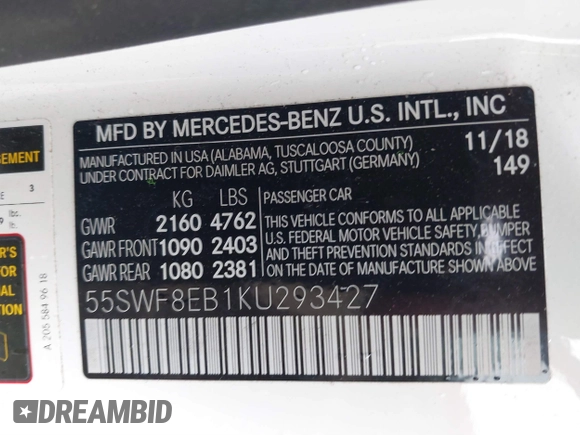 MFD BY MERCEDES-BENZ U.S. INTL., INC
MANUFACTURED IN USA (ALABAMA, TUSCALOOSA COUNTY)
UNDER CONTRACT FOR DAIMLER AG, STUTTGART (GERMANY)
11/18
149
KG LBS
GVWR 2160 4762
GAWR FRONT 1090 2403
GAWR REAR 1080 2381
PASSENGER CAR
THIS VEHICLE CONFORMS TO ALL APPLICABLE
U.S. FEDERAL MOTOR VEHICLE SAFETY, BUMPER
AND THEFT PREVENTION STANDARDS IN EFFECT
ON THE DATE OF MANUFACTURE SHOWN ABOVE.
55SWF8EB1KU293427
3
A 205 584 96 18
DREAMBID